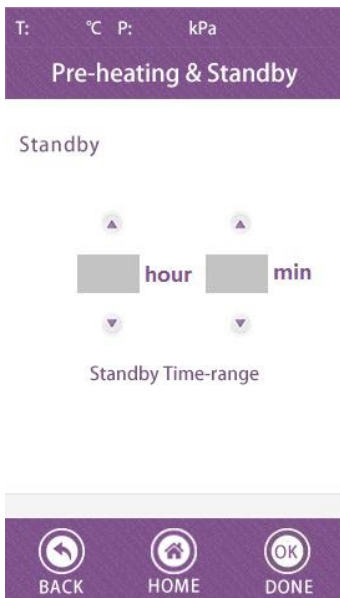 T: °C P: kPa
Pre-heating & Standby
Standby
hour min
Standby Time-range
OK
BACK HOME DONE